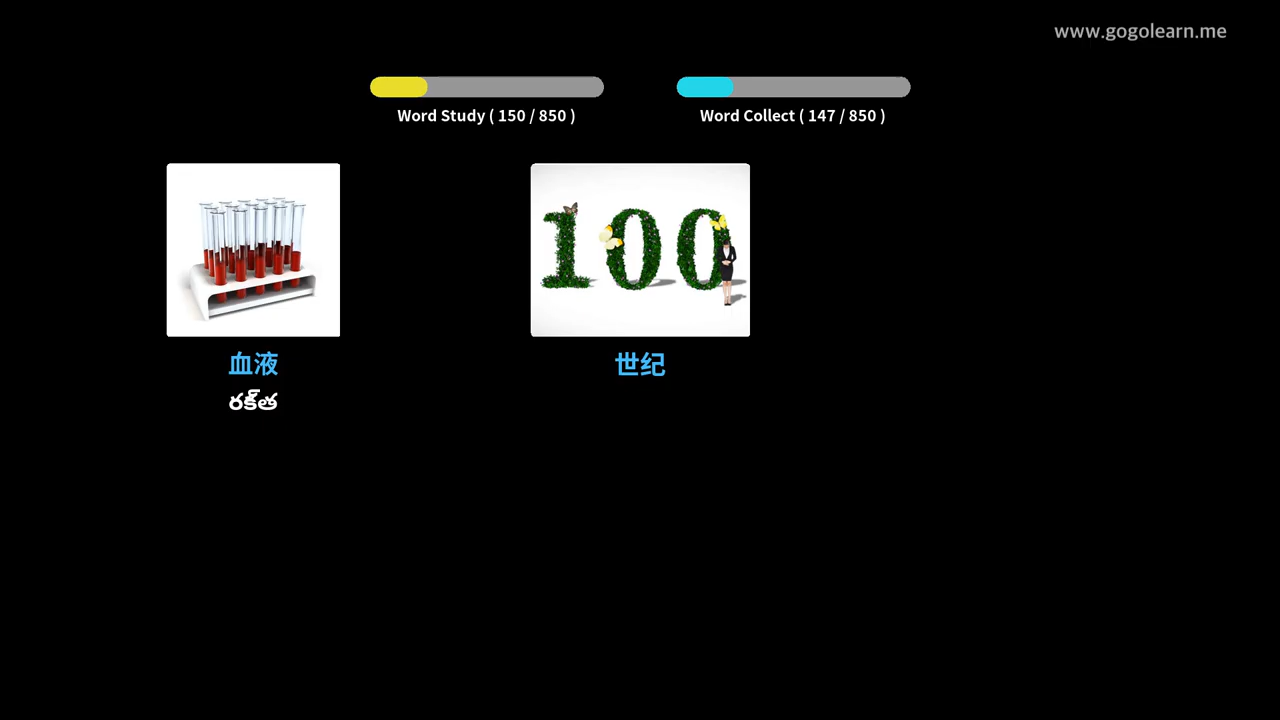 www.gogolearn.me
Word Study ( 150 / 850 )
Word Collect ( 147 / 850 )
100
血液
世纪
రక్‌త